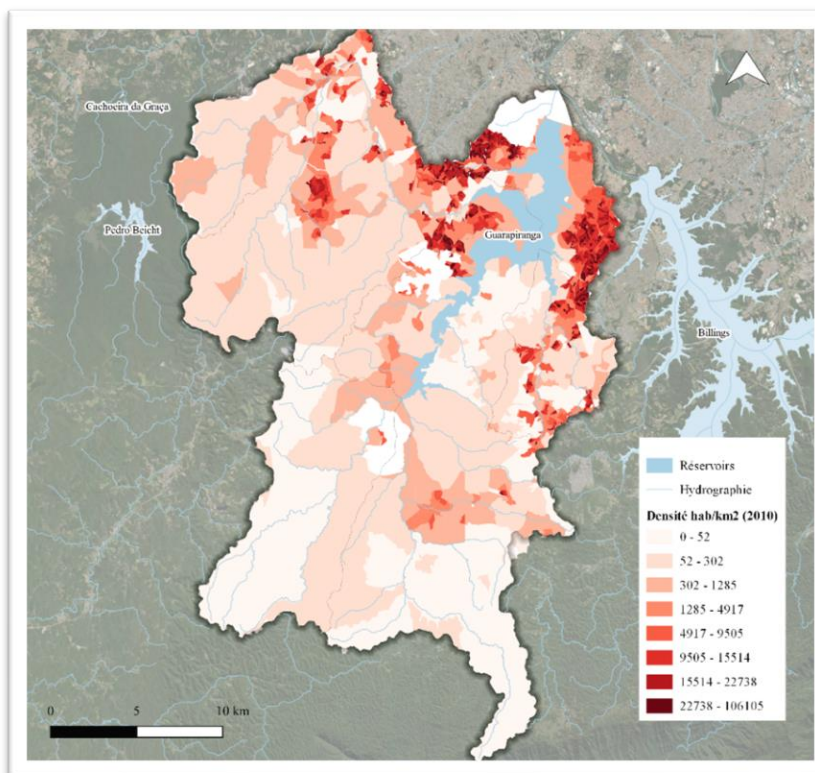 Cachoeira da Graça
Pedro Beicht
Guarapiranga
Billings
Réservoirs
Hydrographie
Densité hab/km2 (2010)
0 - 52
52 - 302
302 - 1285
1285 - 4917
4917 - 9505
9505 - 15514
15514 - 22738
22738 - 106105
0 5 10 km